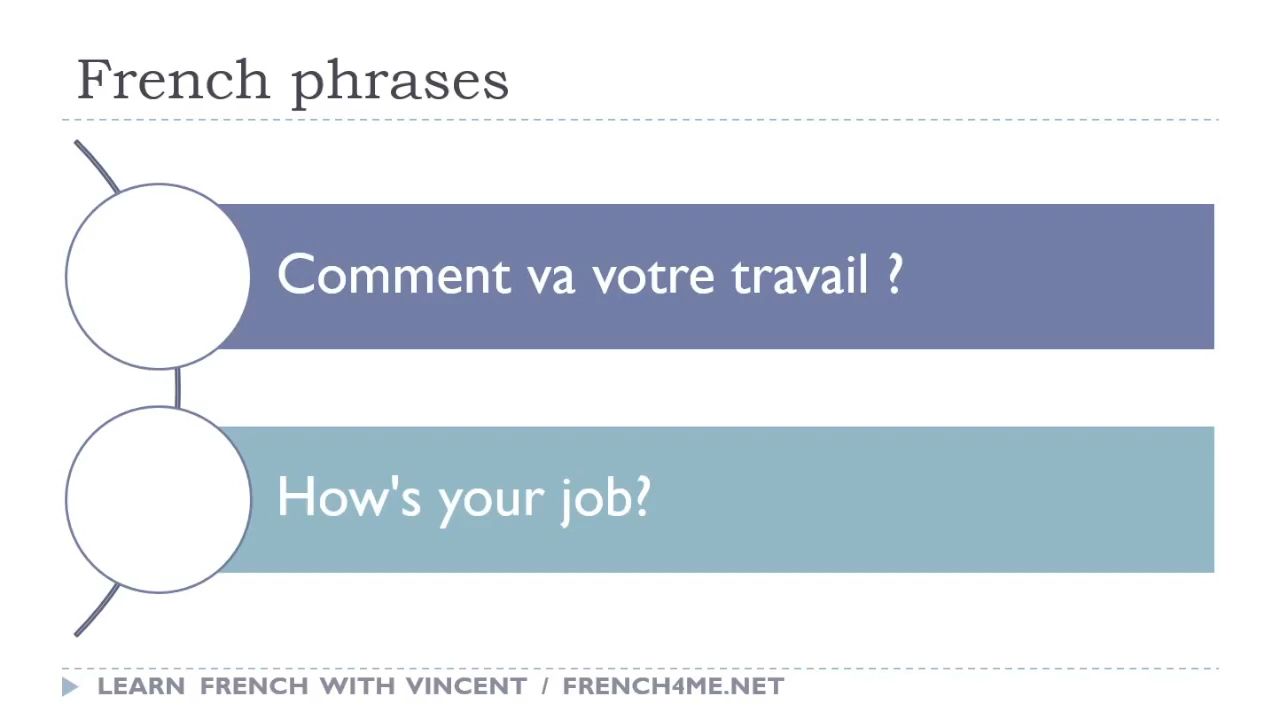 French phrases
Comment va votre travail ?
How's your job?
LEARN FRENCH WITH VINCENT / FRENCH4ME.NET